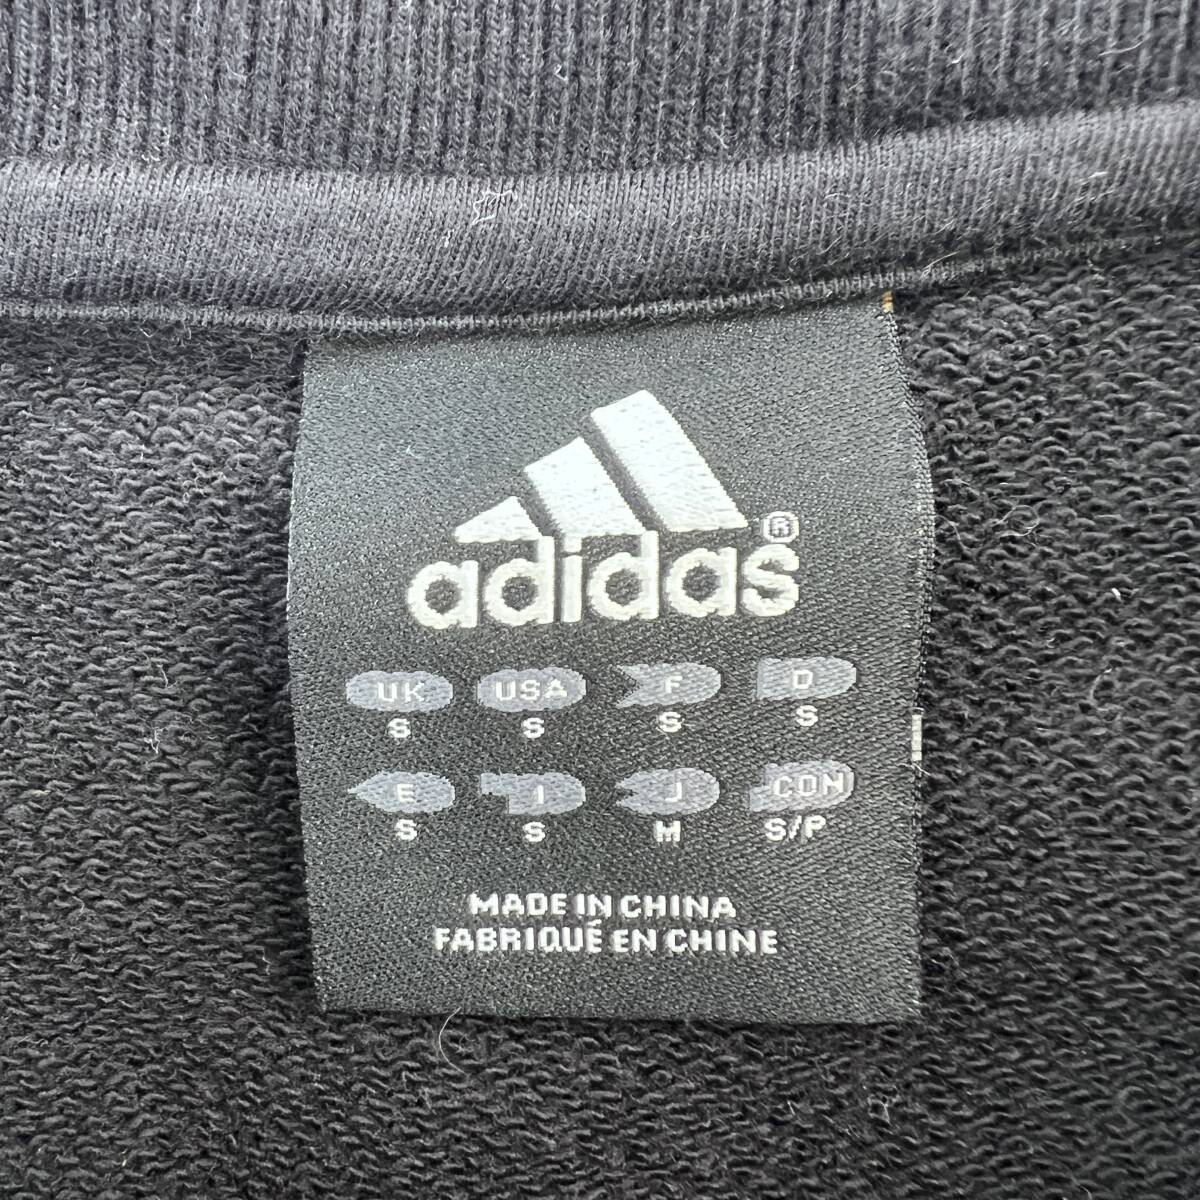 adidas®
UK USA F D
S S S S
E I J CON
S S M S/P
MADE IN CHINA
FABRIQUÉ EN CHINE